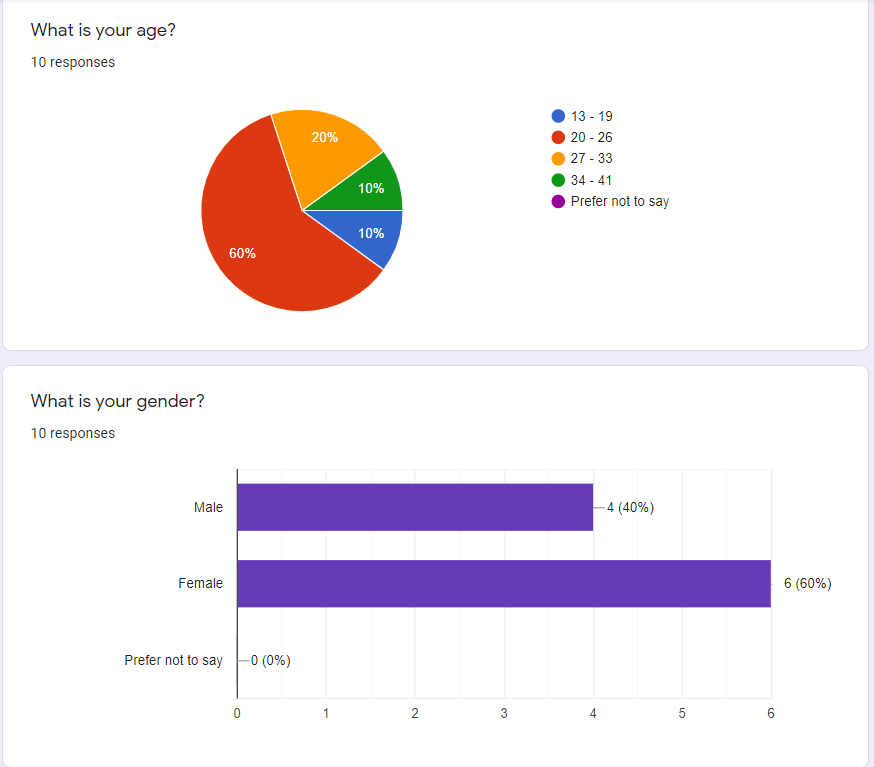 What is your age?
10 responses
20%
10%
10%
60%
13 - 19
20 - 26
27 - 33
34 - 41
Prefer not to say
What is your gender?
10 responses
Male
4 (40%)
Female
6 (60%)
Prefer not to say
0 (0%)
0 1 2 3 4 5 6